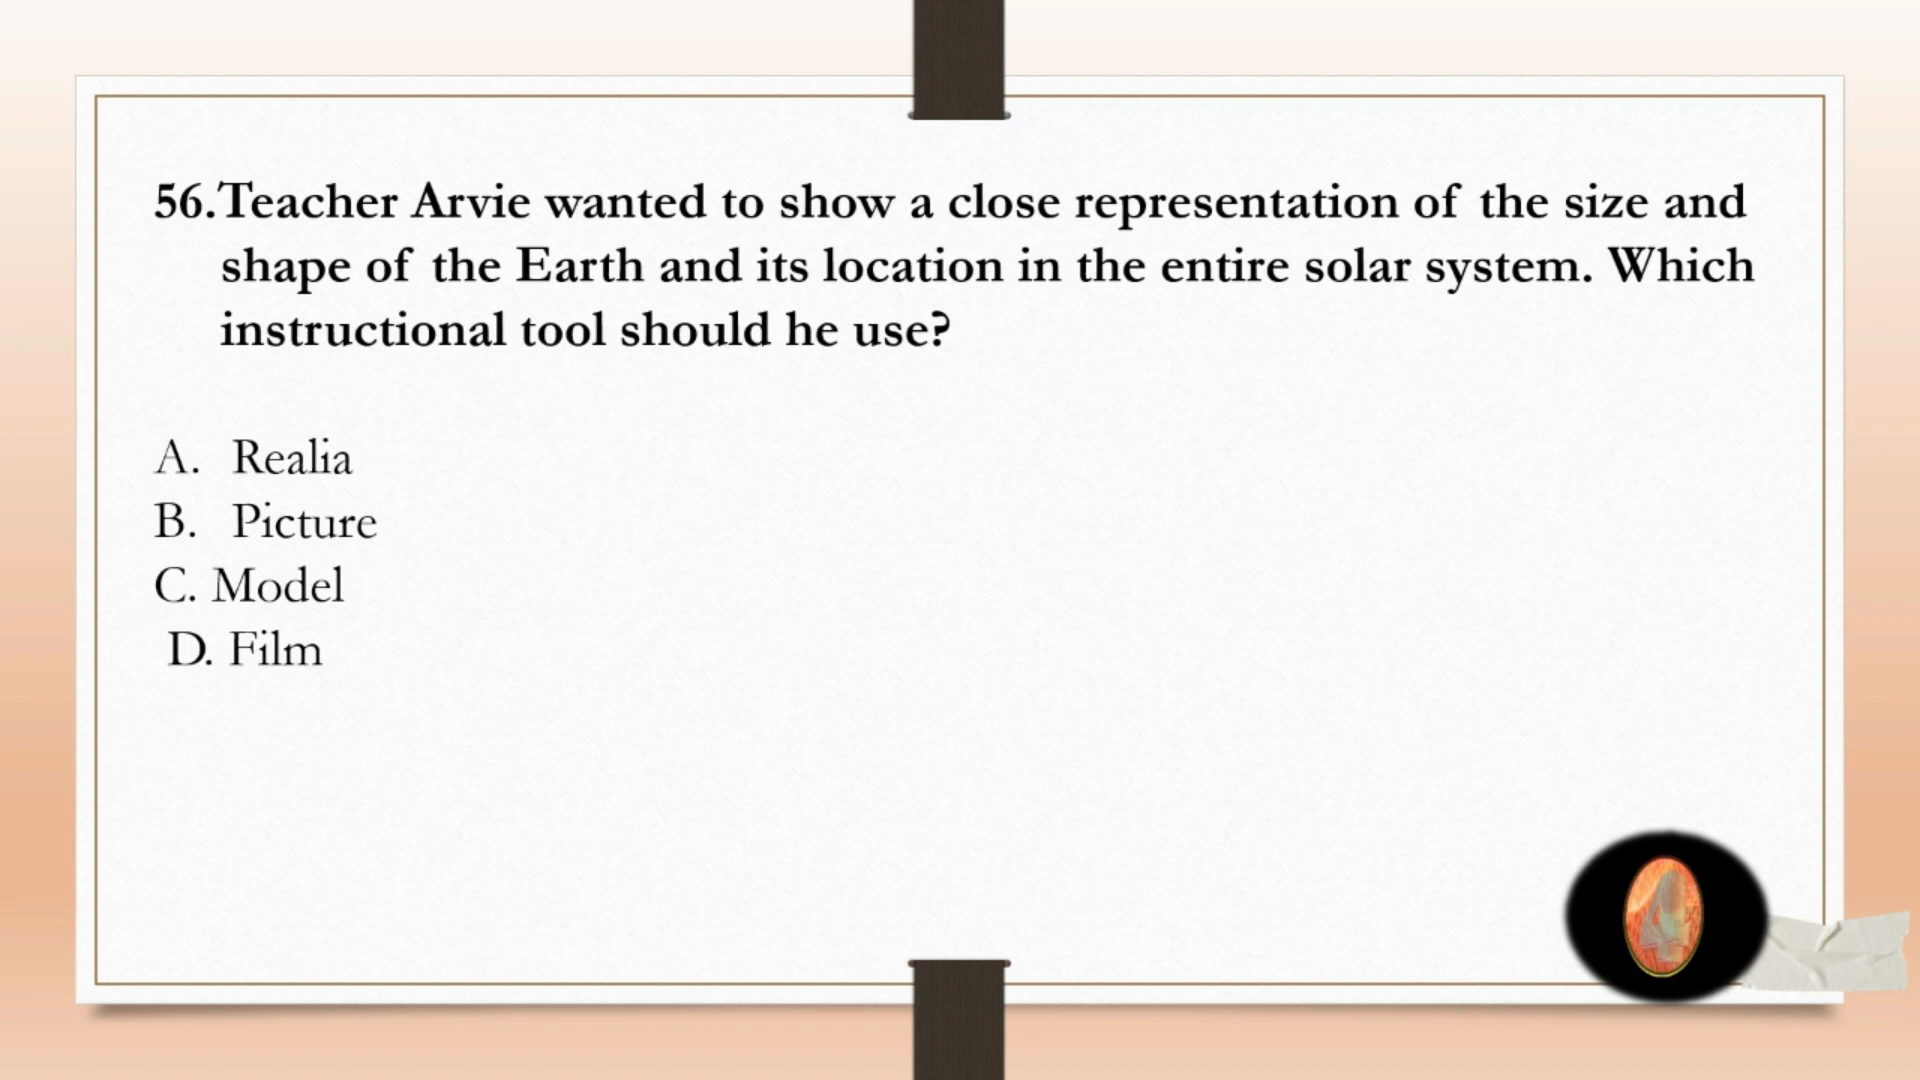 56.Teacher Arvie wanted to show a close representation of the size and
shape of the Earth and its location in the entire solar system. Which
instructional tool should he use?
A. Realia
B. Picture
C. Model
D. Film
4